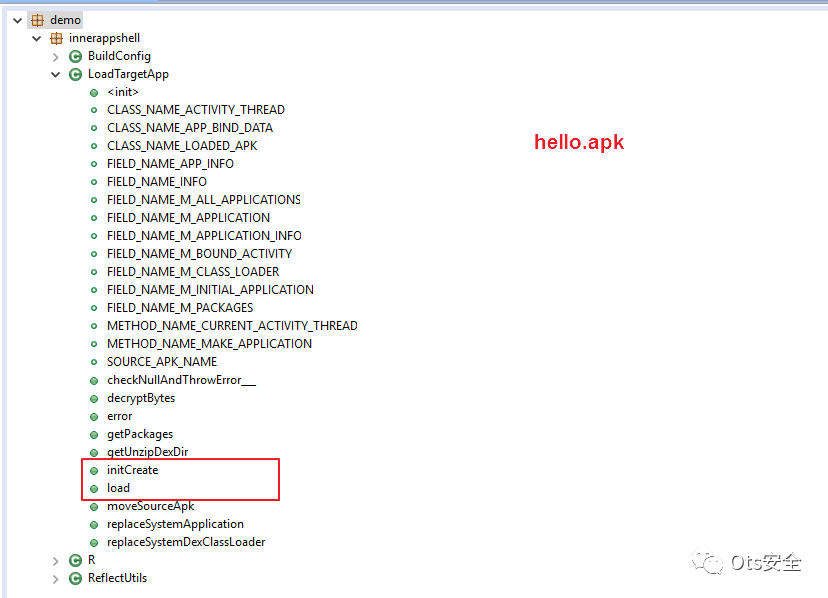 demo
innerappshell
BuildConfig
LoadTargetApp
<init>
CLASS_NAME_ACTIVITY_THREAD
CLASS_NAME_APP_BIND_DATA
CLASS_NAME_LOADED_APK
FIELD_NAME_APP_INFO
FIELD_NAME_INFO
FIELD_NAME_M_ALL_APPLICATIONS
FIELD_NAME_M_APPLICATION
FIELD_NAME_M_APPLICATION_INFO
FIELD_NAME_M_BOUND_ACTIVITY
FIELD_NAME_M_CLASS_LOADER
FIELD_NAME_M_INITIAL_APPLICATION
FIELD_NAME_M_PACKAGES
METHOD_NAME_CURRENT_ACTIVITY_THREAD
METHOD_NAME_MAKE_APPLICATION
SOURCE_APK_NAME
checkNullAndThrowError__
decryptBytes
error
getPackages
getUnzipDexDir
initCreate
load
moveSourceApk
replaceSystemApplication
replaceSystemDexClassLoader
R
ReflectUtils
hello.apk
Ots安全